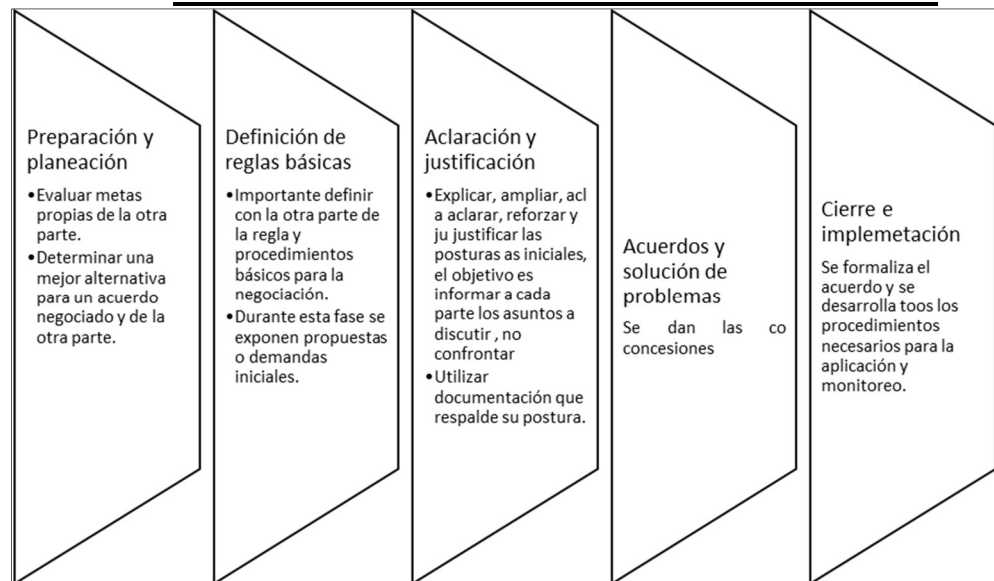 Preparación y
planeación
•Evaluar metas
propias de la otra
parte.
•Determinar una
mejor alternativa
para un acuerdo
negociado y de la
otra parte.
Definición de
reglas básicas
•Importante definir
con la otra parte de
la regla y
procedimientos
básicos para la
negociación.
•Durante esta fase se
exponen propuestas
o demandas
iniciales.
Aclaración y
justificación
•Explicar, ampliar, acl
a aclarar, reforzar y
ju justificar las
posturas as iniciales,
el objetivo es
informar a cada
parte los asuntos a
discutir , no
confrontar
•Utilizar
documentación que
respalde su postura.
Acuerdos y
solución de
problemas
Se dan las co
concesiones
Cierre e
implemetación
Se formaliza el
acuerdo y se
desarrolla toos los
procedimientos
necesarios para la
aplicación y
monitoreo.